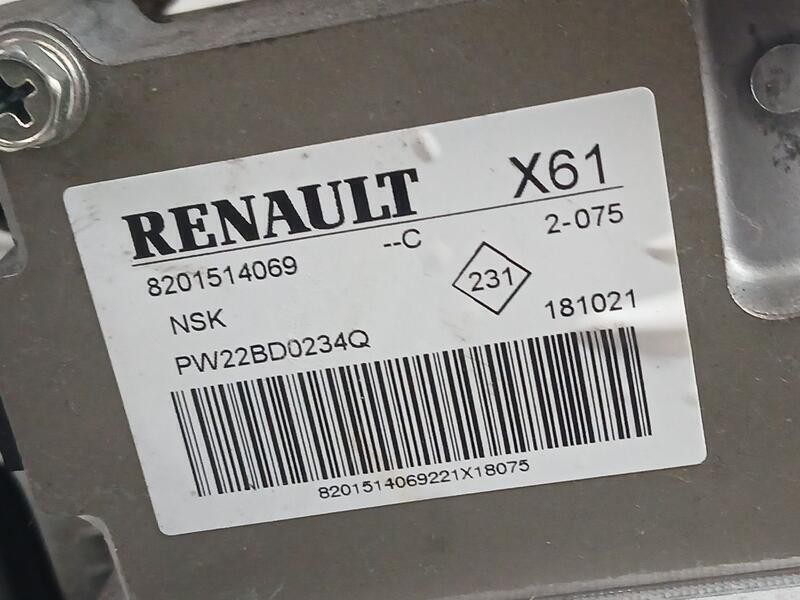 RENAULT X61
8201514069 --C 2-075
NSK 231
PW22BD0234Q 181021
8201514069221X18075